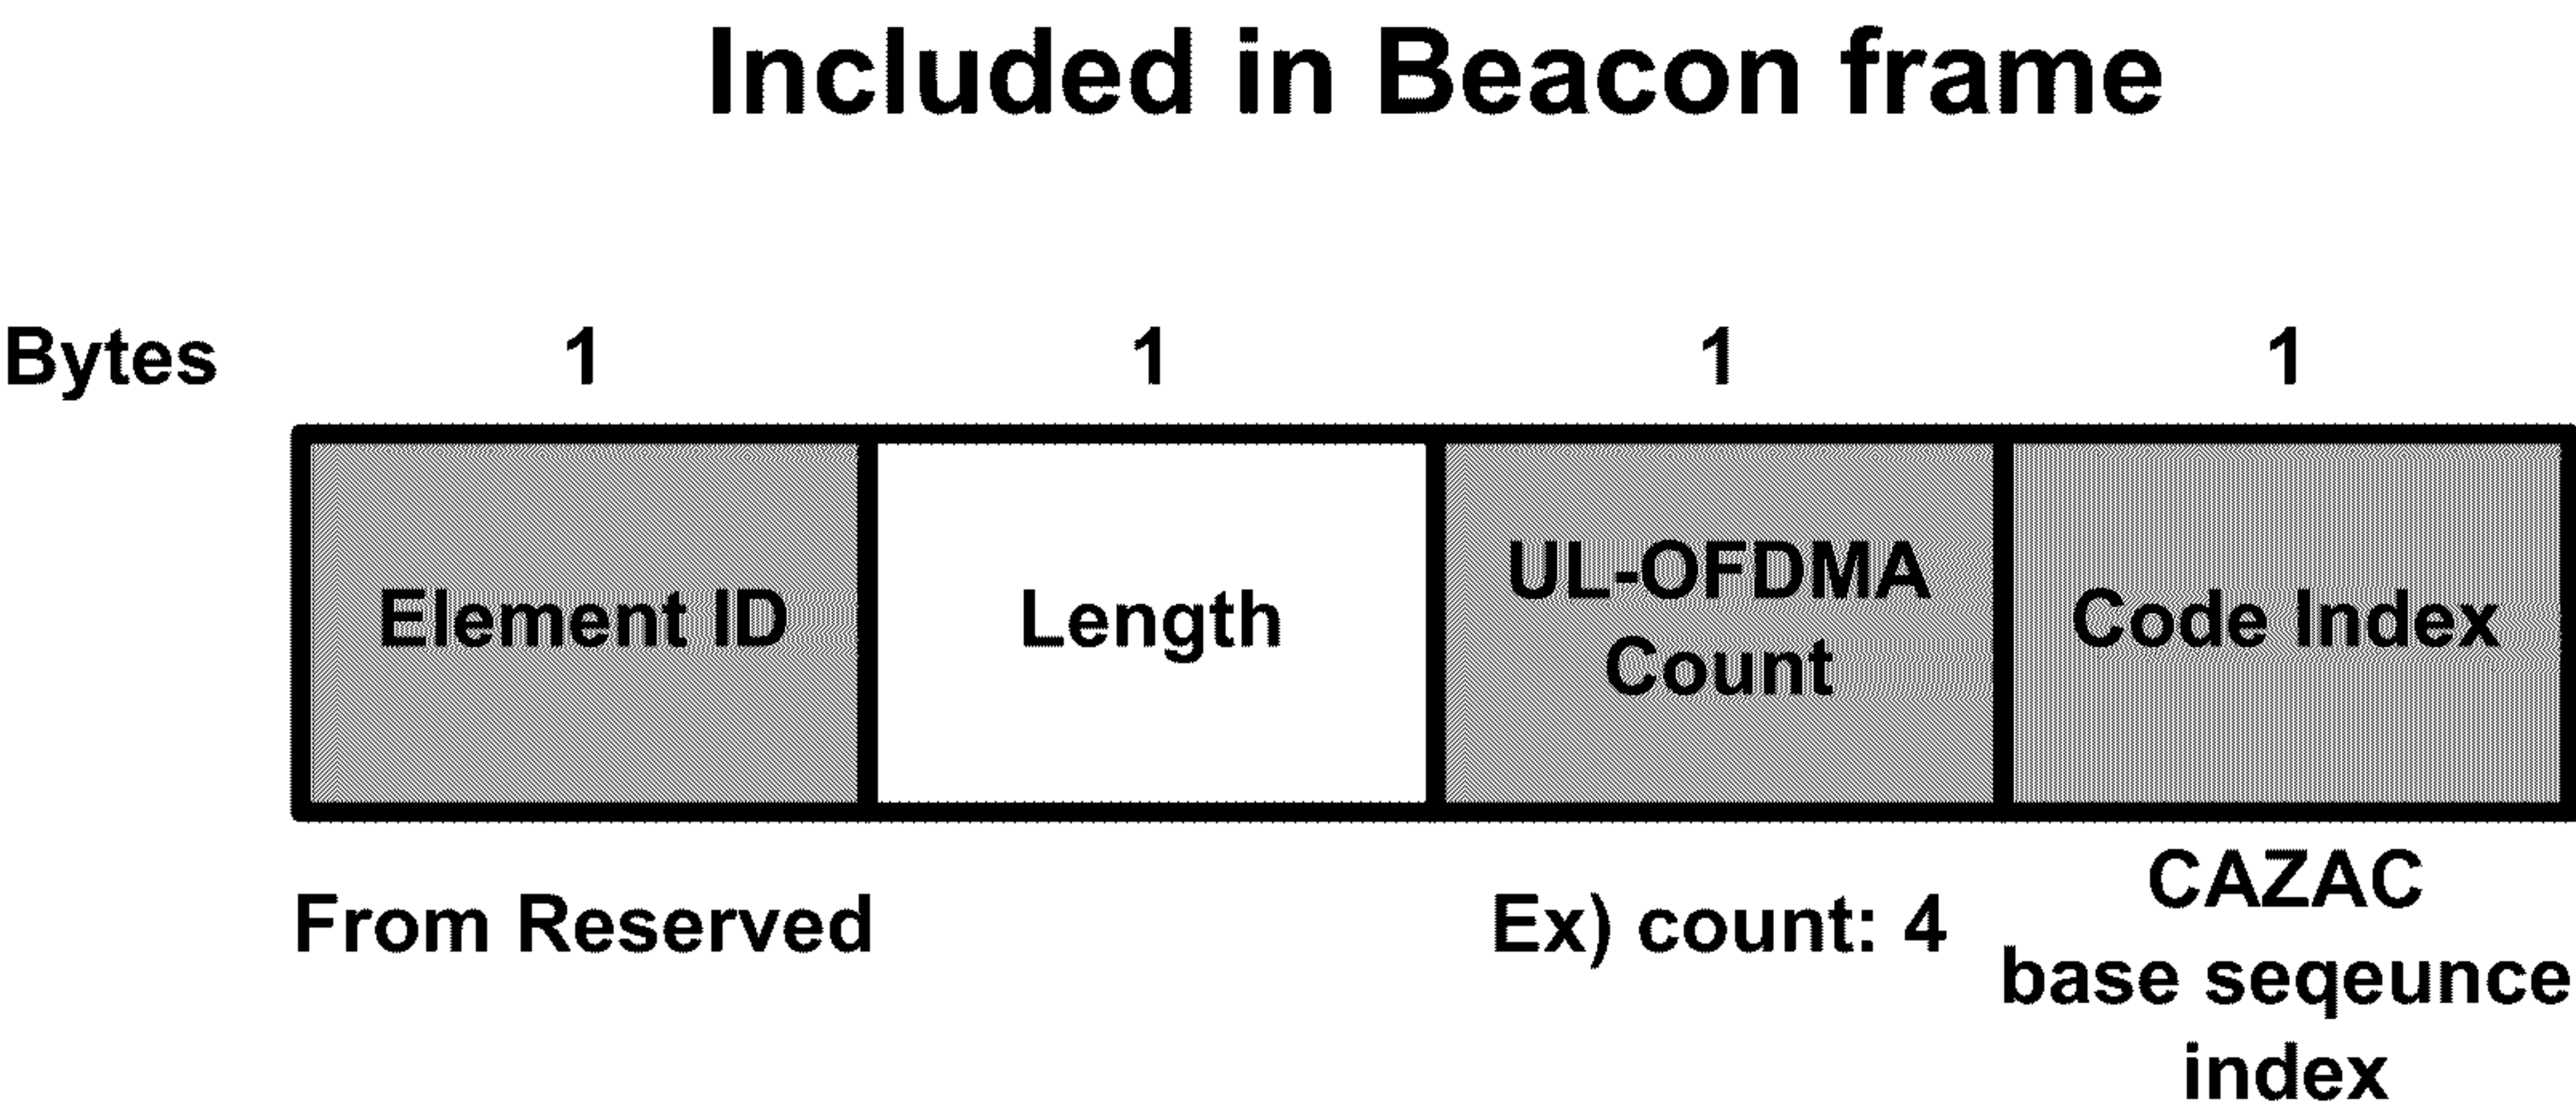 Included in Beacon frame
Bytes 1 1 1 1
Element ID
Length
UL-OFDMA
Count
Code Index
From Reserved
Ex) count: 4
CAZAC
base seqeunce
index